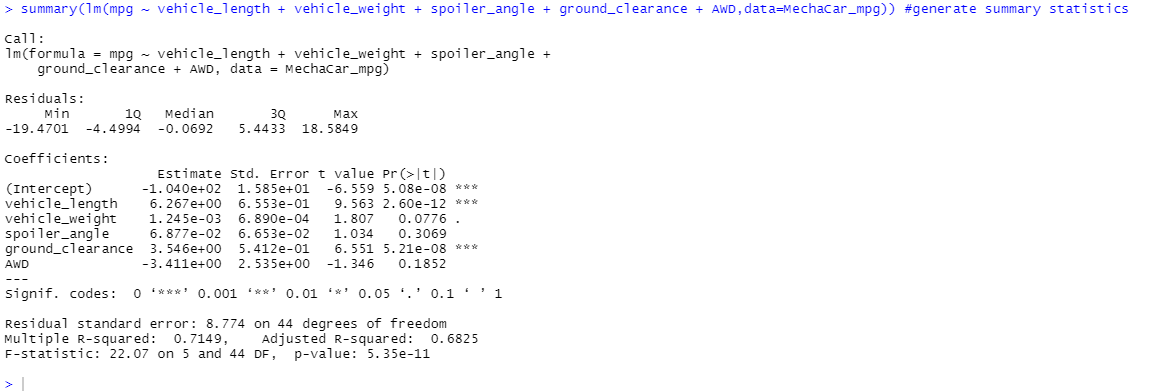 > summary(lm(mpg ~ vehicle_length + vehicle_weight + spoiler_angle + ground_clearance + AWD,data=MechaCar_mpg)) #generate summary statistics
Call:
lm(formula = mpg ~ vehicle_length + vehicle_weight + spoiler_angle +
    ground_clearance + AWD, data = MechaCar_mpg)
Residuals:
     Min       1Q   Median       3Q      Max
-19.4701  -4.4994  -0.0692   5.4433  18.5849
Coefficients:
                   Estimate Std. Error t value Pr(>|t|)
(Intercept)      -1.040e+02  1.585e+01  -6.559 5.08e-08 ***
vehicle_length    6.267e+00  6.553e-01   9.563 2.60e-12 ***
vehicle_weight    1.245e-03  6.890e-04   1.807   0.0776 .
spoiler_angle     6.877e-02  6.653e-02   1.034   0.3069
ground_clearance  3.546e+00  5.412e-01   6.551 5.21e-08 ***
AWD              -3.411e+00  2.535e+00  -1.346   0.1852
---
Signif. codes:  0 ‘***’ 0.001 ‘**’ 0.01 ‘*’ 0.05 ‘.’ 0.1 ‘ ’ 1
Residual standard error: 8.774 on 44 degrees of freedom
Multiple R-squared:  0.7149,    Adjusted R-squared:  0.6825
F-statistic: 22.07 on 5 and 44 DF,  p-value: 5.35e-11
>